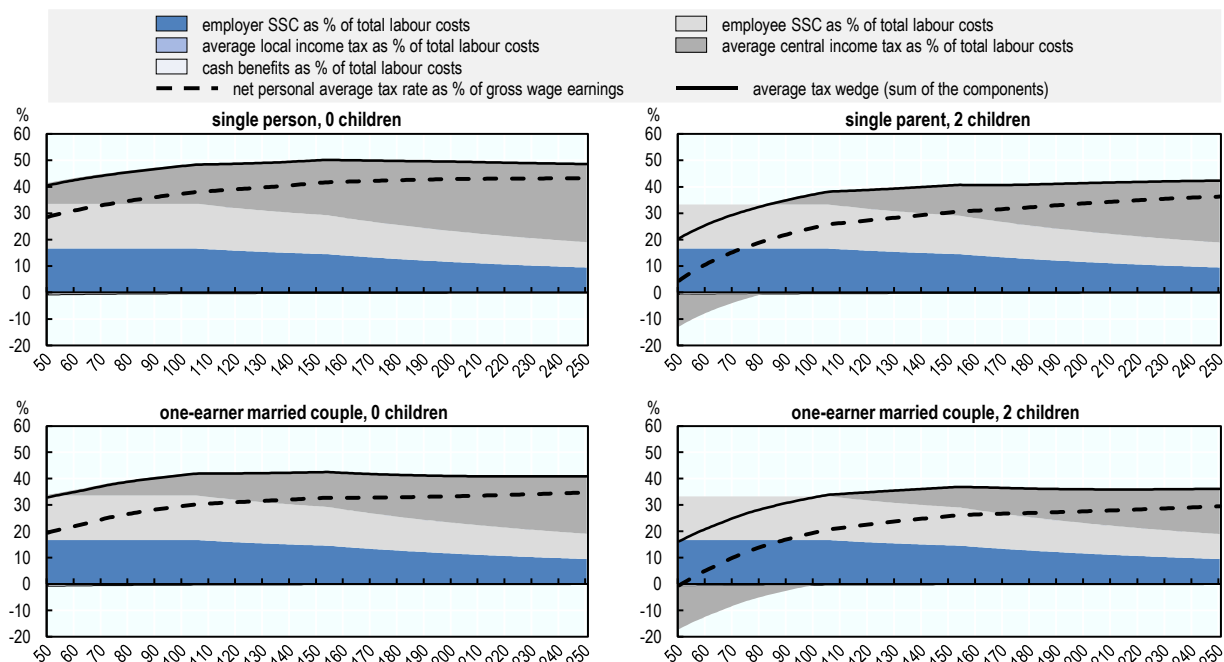 employer SSC as % of total labour costs
employee SSC as % of total labour costs
average local income tax as % of total labour costs
average central income tax as % of total labour costs
cash benefits as % of total labour costs
net personal average tax rate as % of gross wage earnings
average tax wedge (sum of the components)
%
single person, 0 children
60
50
40
30
20
10
0
-10
-20
50 60 70 80 90 100 110 120 130 140 150 160 170 180 190 200 210 220 230 240 250
%
single parent, 2 children
60
50
40
30
20
10
0
-10
-20
50 60 70 80 90 100 110 120 130 140 150 160 170 180 190 200 210 220 230 240 250
%
one-earner married couple, 0 children
60
50
40
30
20
10
0
-10
-20
50 60 70 80 90 100 110 120 130 140 150 160 170 180 190 200 210 220 230 240 250
%
one-earner married couple, 2 children
60
50
40
30
20
10
0
-10
-20
50 60 70 80 90 100 110 120 130 140 150 160 170 180 190 200 210 220 230 240 250